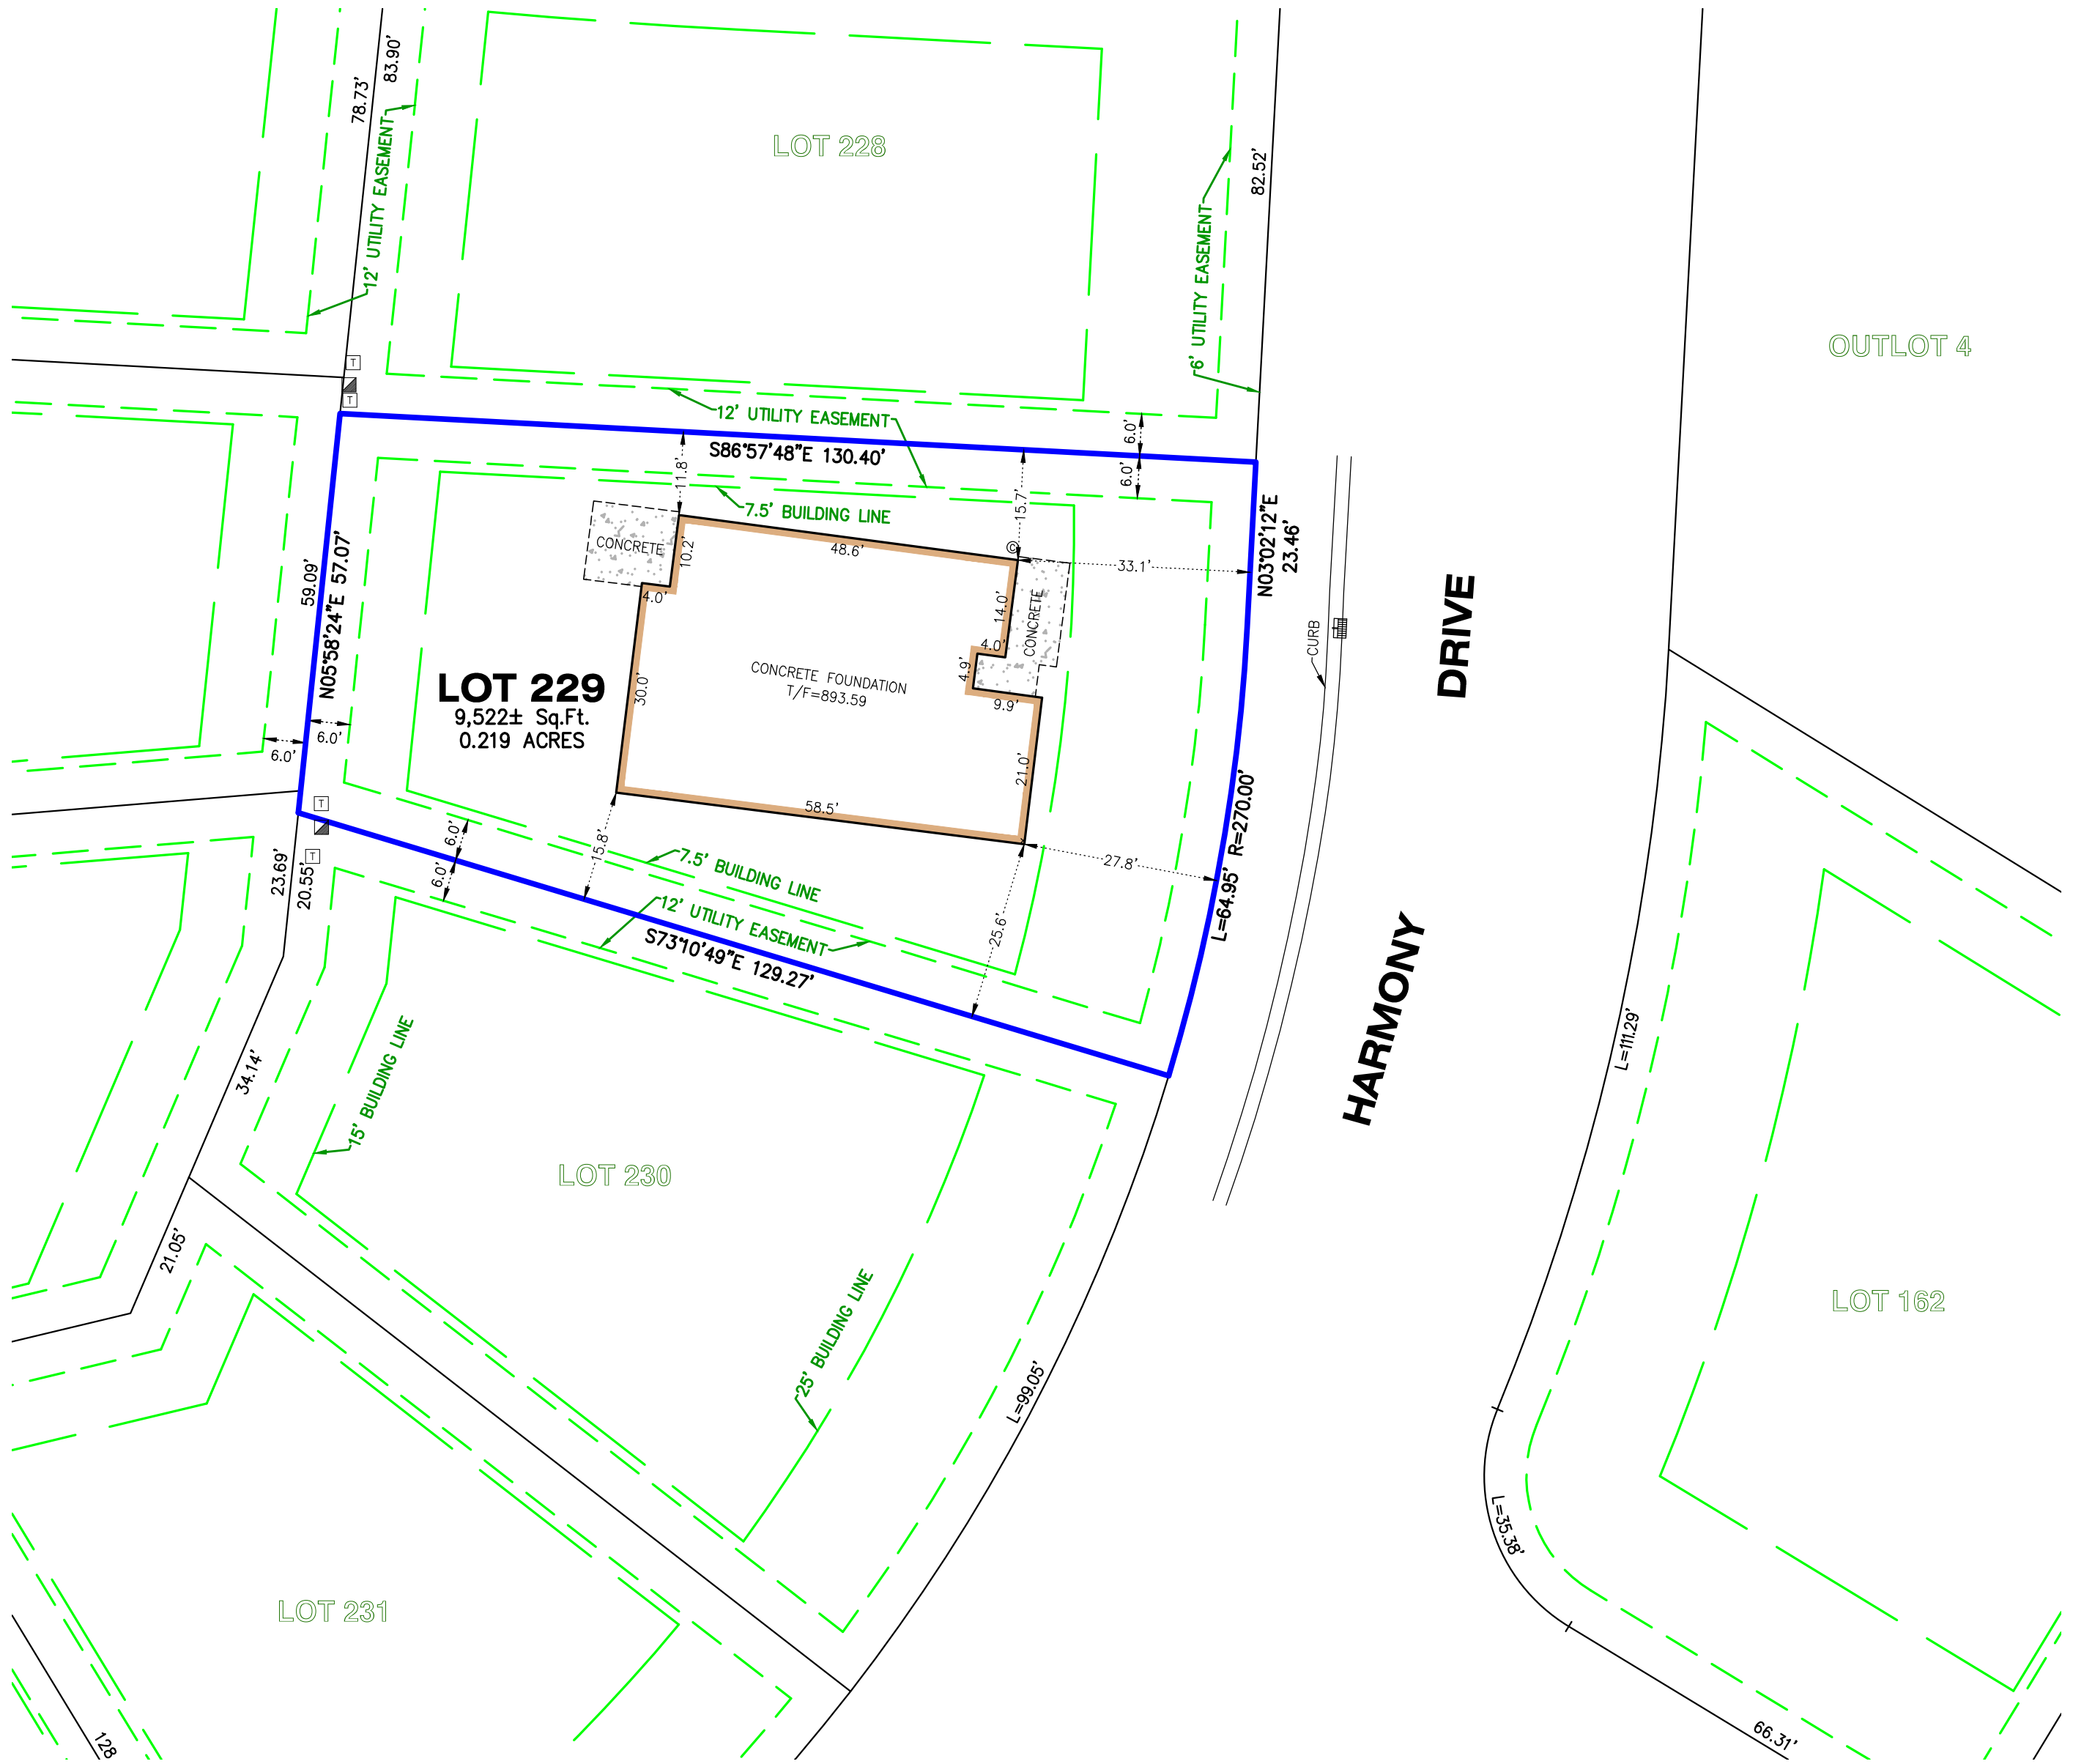 78.73'
83.90'
12' UTILITY EASEMENT
LOT 228
82.52'
6' UTILITY EASEMENT
OUTLOT 4
T
T
12' UTILITY EASEMENT
6.0'
6.0'
S86°57'48"E 130.40'
11.8'
15.7'
7.5' BUILDING LINE
CONCRETE
10.2'
4.0'
48.6'
©
33.1'
N03°02'12"E
23.46'
59.09'
N05°58'24"E 57.07'
14.0'
CONCRETE
4.0'
4.9'
9.9'
CURB
DRIVE
CONCRETE FOUNDATION
T/F=893.59
30.0'
LOT 229
9,522± Sq.Ft.
0.219 ACRES
6.0'
6.0'
21.0'
58.5'
T
T
6.0'
6.0'
15.8'
7.5' BUILDING LINE
27.8'
L=64.95' R=270.00'
12' UTILITY EASEMENT
25.6'
S73°10'49"E 129.27'
23.69'
20.55'
HARMONY
34.14'
15' BUILDING LINE
L=111.29'
LOT 230
21.05'
25' BUILDING LINE
LOT 162
L=99.05'
L=35.38'
LOT 231
128
66.31'